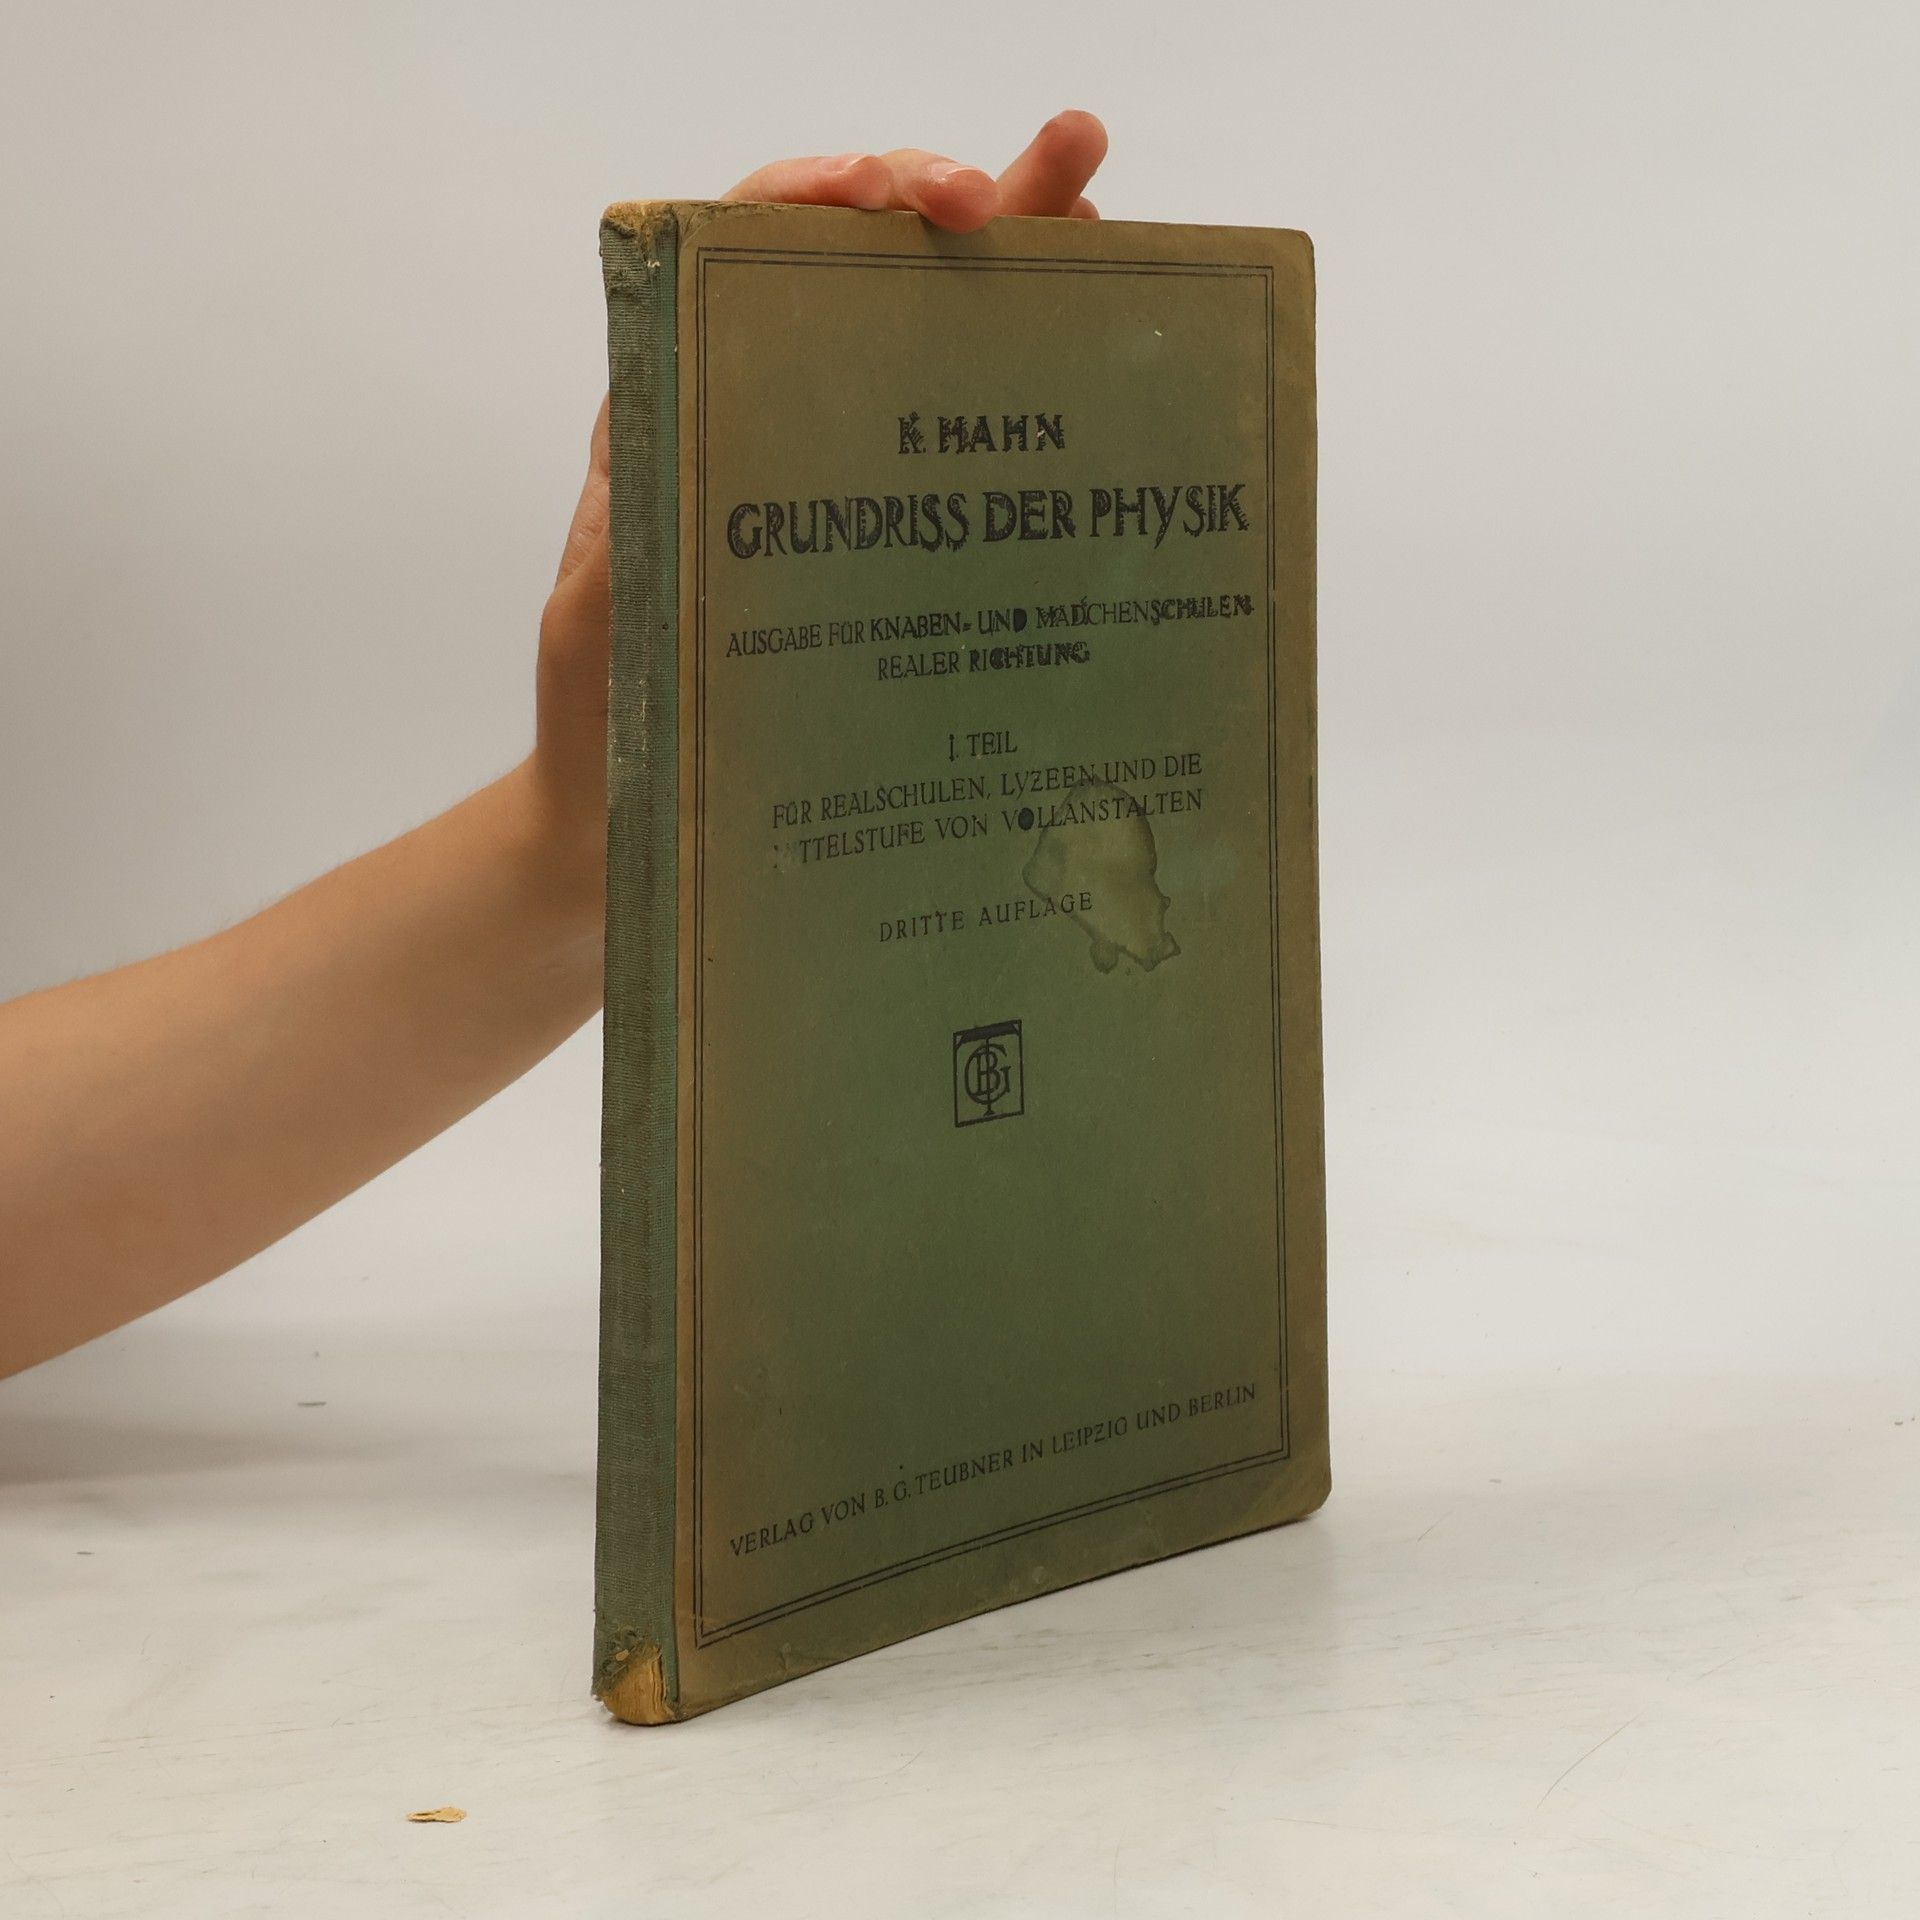 K. HAHN
GRUNDRISS DER PHYSIK
AUSGABE FÜR KNABEN- UND MÄDCHENSCHULEN
REALER RICHTUNG
I. TEIL
FÜR REALSCHULEN, LYZEEN UND DIE
MITTELSTUFE VON VOLLANSTALTEN
DRITTE AUFLAGE
BGT
VERLAG VON B. G. TEUBNER IN LEIPZIG UND BERLIN